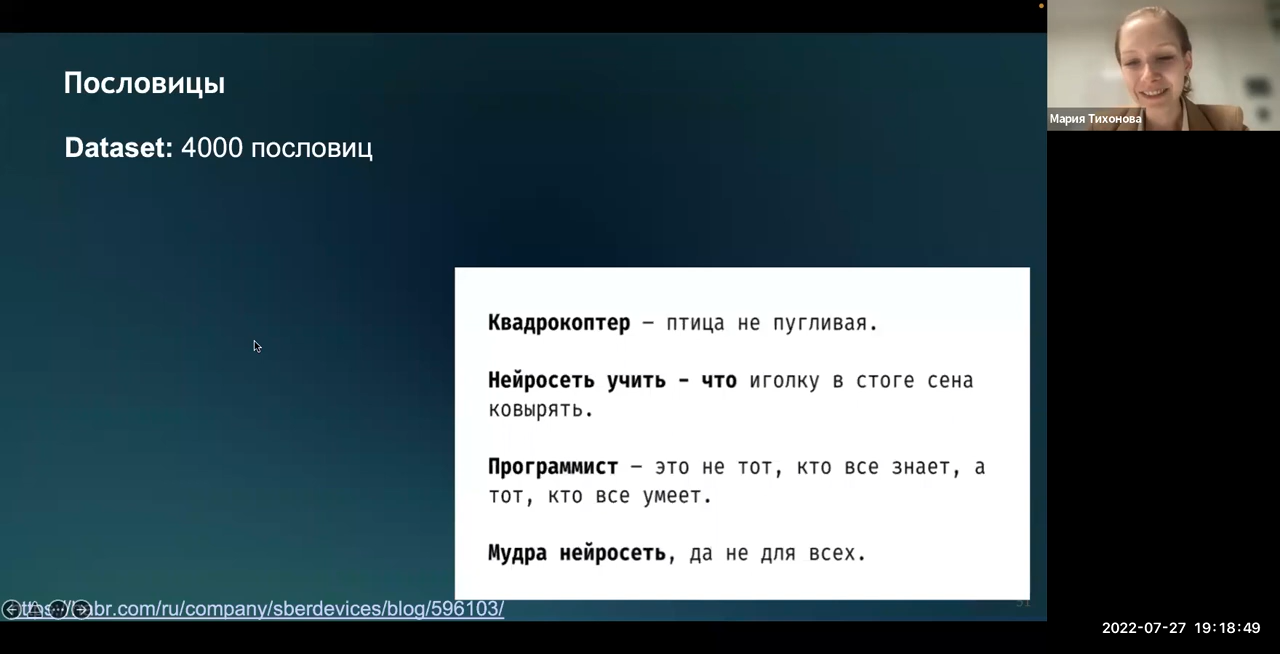 Пословицы
Dataset: 4000 пословиц
Квадрокоптер – птица не пугливая.
Нейросеть учить – что иголку в стоге сена
ковырять.
Программист – это не тот, кто все знает, а
тот, кто все умеет.
Мудра нейросеть, да не для всех.
abr.com/ru/company/sberdevices/blog/596103/
31
Мария Тихонова
2022-07-27 19:18:49